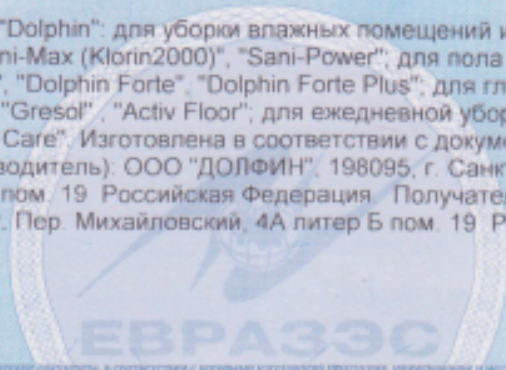 "Dolphin": для уборки влажных помещений и
ni-Max (Klorin2000)", "Sani-Power"; для пола
", "Dolphin Forte", "Dolphin Forte Plus"; для гл
"Gresol", "Activ Floor"; для ежедневной убор
Care". Изготовлена в соответствии с докуме
водитель): ООО "ДОЛФИН", 198095, г. Санк
пом. 19 Российская Федерация. Получате
. Пер. Михайловский, 4А литер Б пом. 19 Р
ЕВРАЗЭС